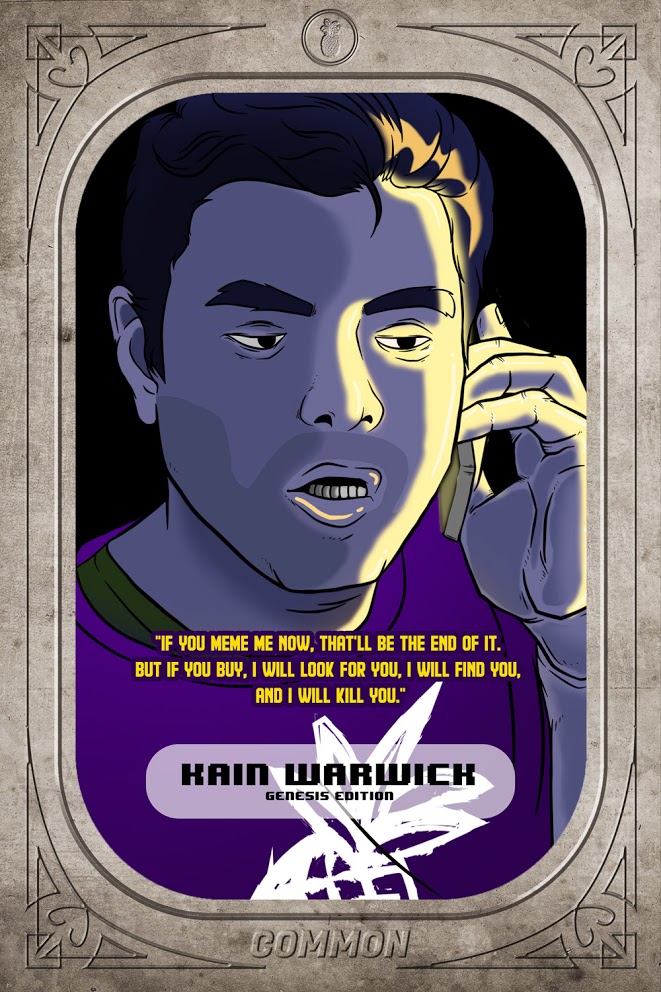 "IF YOU MEME ME NOW, THAT'LL BE THE END OF IT.
BUT IF YOU BUY, I WILL LOOK FOR YOU, I WILL FIND YOU,
AND I WILL KILL YOU."
KAIN WARWICK
GENESIS EDITION
COMMON